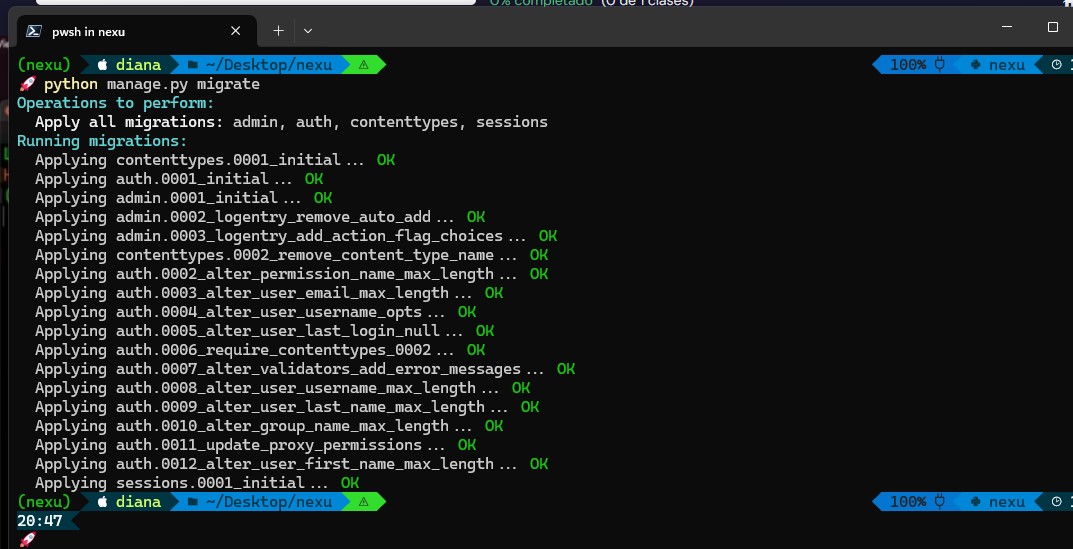 0% completado (0 de 1 clases)
pwsh in nexu
(nexu) diana ~/Desktop/nexu 100% nexu
python manage.py migrate
Operations to perform:
Apply all migrations: admin, auth, contenttypes, sessions
Running migrations:
Applying contenttypes.0001_initial... OK
Applying auth.0001_initial... OK
Applying admin.0001_initial... OK
Applying admin.0002_logentry_remove_auto_add... OK
Applying admin.0003_logentry_add_action_flag_choices... OK
Applying contenttypes.0002_remove_content_type_name... OK
Applying auth.0002_alter_permission_name_max_length... OK
Applying auth.0003_alter_user_email_max_length... OK
Applying auth.0004_alter_user_username_opts... OK
Applying auth.0005_alter_user_last_login_null... OK
Applying auth.0006_require_contenttypes_0002... OK
Applying auth.0007_alter_validators_add_error_messages... OK
Applying auth.0008_alter_user_username_max_length... OK
Applying auth.0009_alter_user_last_name_max_length... OK
Applying auth.0010_alter_group_name_max_length... OK
Applying auth.0011_update_proxy_permissions... OK
Applying auth.0012_alter_user_first_name_max_length... OK
Applying sessions.0001_initial... OK
(nexu) diana ~/Desktop/nexu 100% nexu
20:47